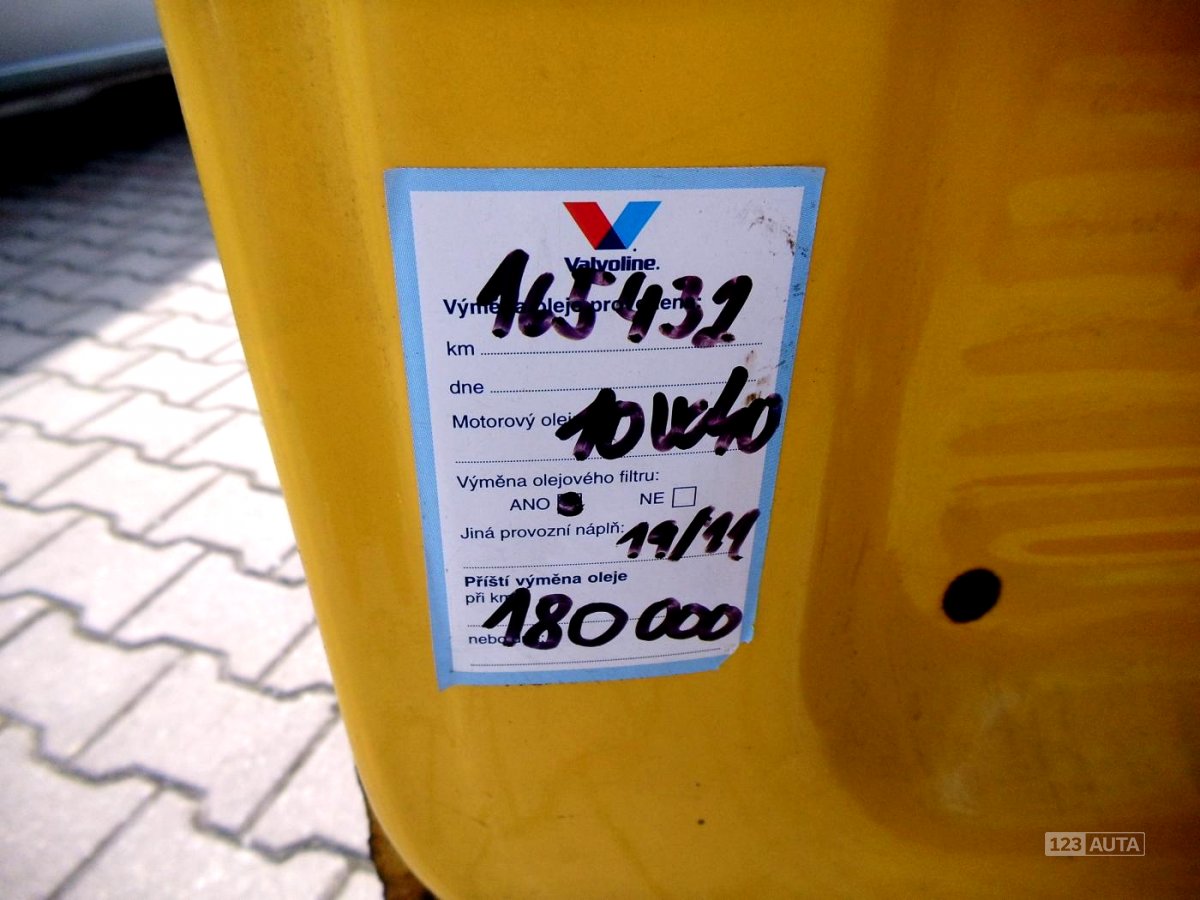 Valvoline.
Výměna oleje provedena:
165432
km
dne
Motorový olej
10W40
Výměna olejového filtru:
ANO NE
Jiná provozní náplň:
19/11
Příští výměna oleje
při km
180000
nebo dne:
123 AUTA